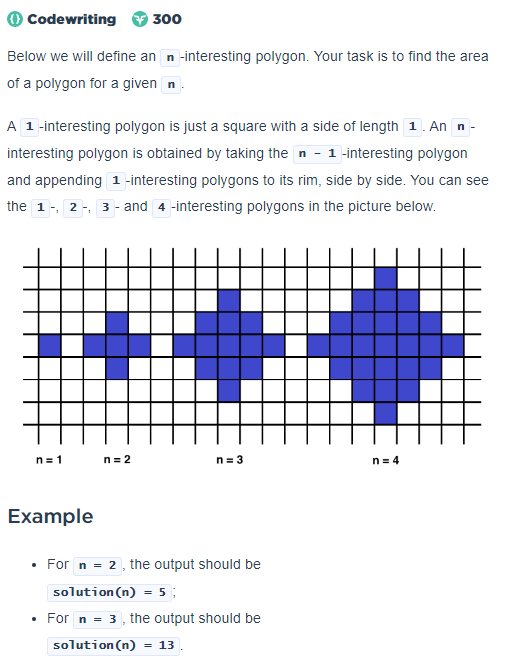 Codewriting 300
Below we will define an n -interesting polygon. Your task is to find the area
of a polygon for a given n .
A 1 -interesting polygon is just a square with a side of length 1 . An n -
interesting polygon is obtained by taking the n - 1 -interesting polygon
and appending 1 -interesting polygons to its rim, side by side. You can see
the 1 -, 2 -, 3 - and 4 -interesting polygons in the picture below.
n = 1 n = 2 n = 3 n = 4
Example
• For n = 2 , the output should be
solution(n) = 5 ;
• For n = 3 , the output should be
solution(n) = 13 .